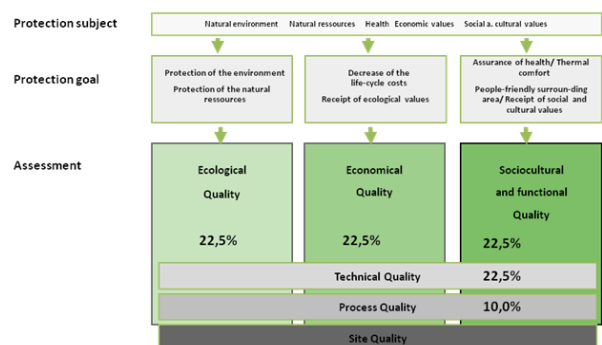 Protection subject
Natural environment Natural ressources Health Economic values Social a. cultural values
Protection goal
Protection of the environment
Protection of the natural
ressources
Decrease of the
life-cycle costs
Receipt of ecological values
Assurance of health/ Thermal
comfort
People-friendly surroun-ding
area/ Receipt of social and
cultural values
Assessment
Ecological
Quality
22,5%
Economical
Quality
22,5%
Sociocultural
and functional
Quality
22,5%
Technical Quality 22,5%
Process Quality 10,0%
Site Quality